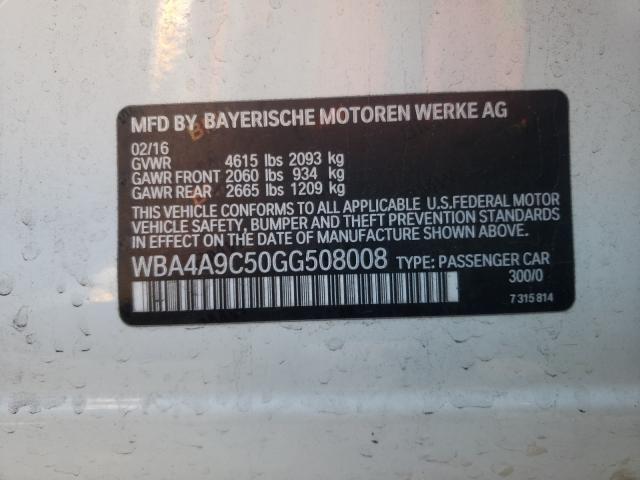 MFD BY BAYERISCHE MOTOREN WERKE AG
02/16
GVWR 4615 lbs 2093 kg
GAWR FRONT 2060 lbs 934 kg
GAWR REAR 2665 lbs 1209 kg
THIS VEHICLE CONFORMS TO ALL APPLICABLE U.S.FEDERAL MOTOR
VEHICLE SAFETY, BUMPER AND THEFT PREVENTION STANDARDS
IN EFFECT ON THE DATE OF MANUFACTURE SHOWN ABOVE.
WBA4A9C50GG508008 TYPE: PASSENGER CAR
300/0
7 315 814